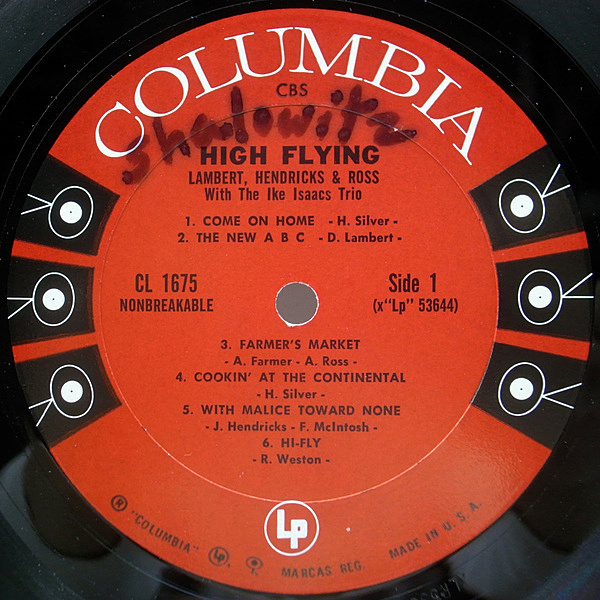 COLUMBIA
CBS
Shalowitz
HIGH FLYING
LAMBERT, HENDRICKS & ROSS
With The Ike Isaacs Trio
1. COME ON HOME - H. Silver -
2. THE NEW A B C - D. Lambert -
CL 1675
NONBREAKABLE
Side 1
(x"Lp" 53644)
3. FARMER'S MARKET
- A. Farmer - A. Ross -
4. COOKIN' AT THE CONTINENTAL
- H. Silver -
5. WITH MALICE TOWARD NONE
- J. Hendricks - F. McIntosh -
6. HI-FLY
- R. Weston -
Lp
® "COLUMBIA" Lp MARCAS REG. MADE IN U. S. A.